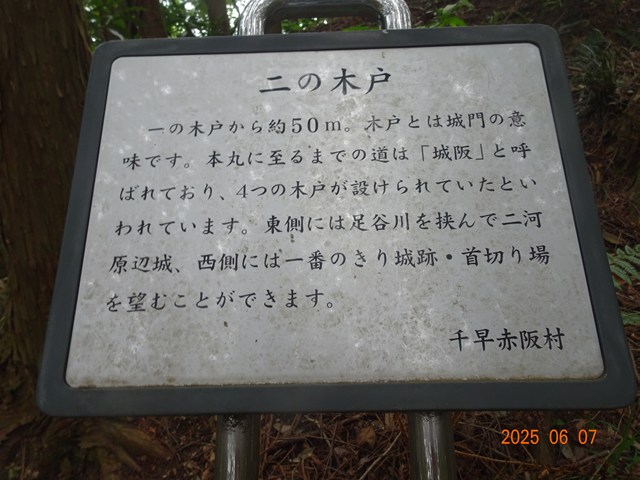 二の木戸
一の木戸から約50m。木戸とは城門の意
味です。本丸に至るまでの道は「城阪」と呼
ばれており、4つの木戸が設けられていたとい
われています。東側には足谷川を挟んで二河
原辺城、西側には一番のきり城跡・首切り場
を望むことができます。
千早赤阪村
2025 06 07